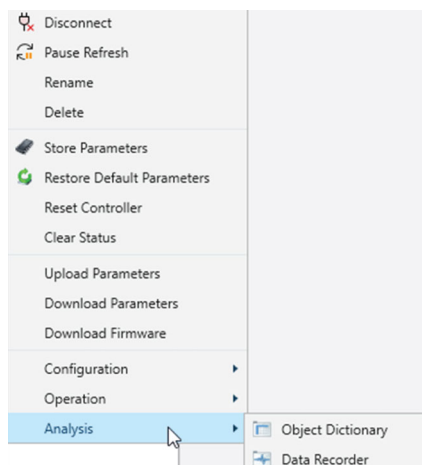 Disconnect
Pause Refresh
Rename
Delete
Store Parameters
Restore Default Parameters
Reset Controller
Clear Status
Upload Parameters
Download Parameters
Download Firmware
Configuration
Operation
Analysis
Object Dictionary
Data Recorder